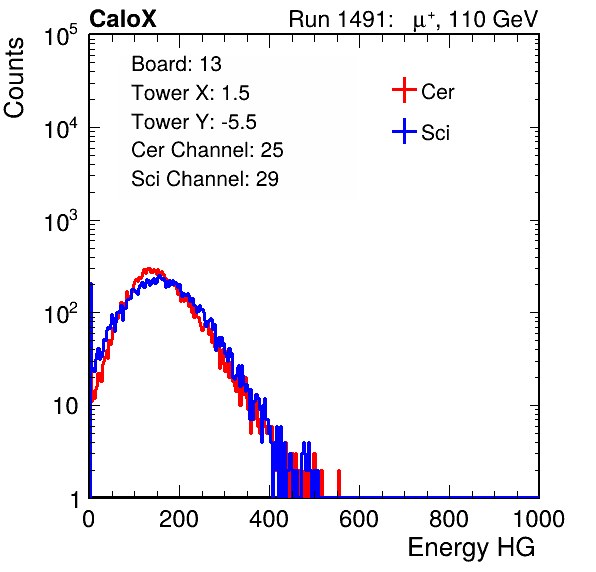 CaloX Run 1491: μ⁺, 110 GeV
Counts
Board: 13
Tower X: 1.5
Tower Y: -5.5
Cer Channel: 25
Sci Channel: 29
Cer
Sci
10⁵
10⁴
10³
10²
10
1
0 200 400 600 800 1000
Energy HG